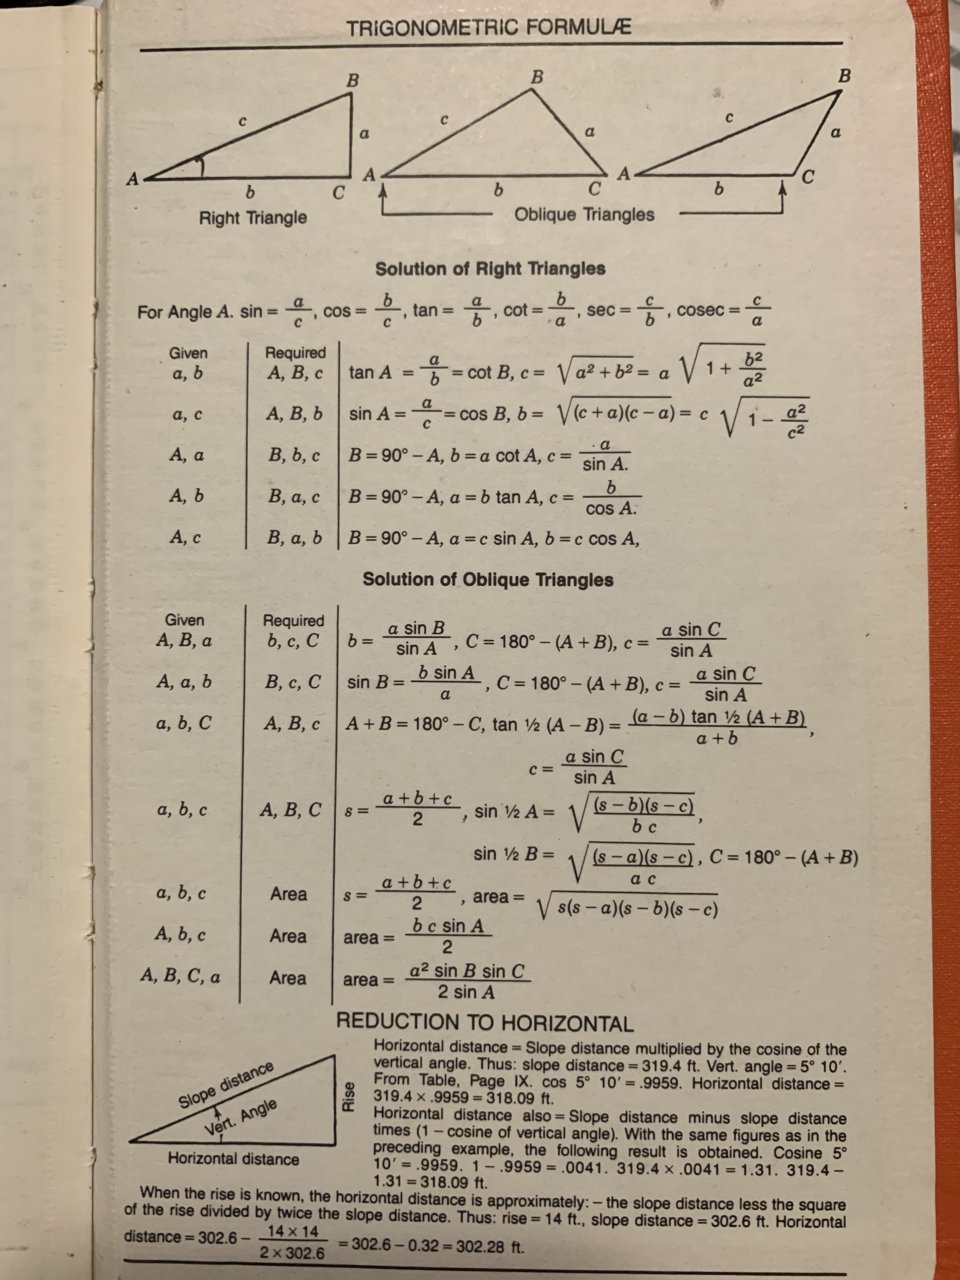 TRIGONOMETRIC FORMULÆ
B B B
c a c a c a
A b C A b C A b C
Right Triangle Oblique Triangles
Solution of Right Triangles
For Angle A. sin = a/c, cos = b/c, tan = a/b, cot = b/a, sec = c/b, cosec = c/a
Given Required
a, b A, B, c tan A = a/b = cot B, c = √(a² + b²) = a √(1 + b²/a²)
a, c A, B, b sin A = a/c = cos B, b = √((c + a)(c − a)) = c √(1 − a²/c²)
A, a B, b, c B = 90° − A, b = a cot A, c = a/sin A.
A, b B, a, c B = 90° − A, a = b tan A, c = b/cos A.
A, c B, a, b B = 90° − A, a = c sin A, b = c cos A,
Solution of Oblique Triangles
Given Required
A, B, a b, c, C b = a sin B/sin A, C = 180° − (A + B), c = a sin C/sin A
A, a, b B, c, C sin B = b sin A/a, C = 180° − (A + B), c = a sin C/sin A
a, b, C A, B, c A + B = 180° − C, tan ½ (A − B) = (a − b) tan ½ (A + B)/a + b,
c = a sin C/sin A
a, b, c A, B, C s = a + b + c/2, sin ½ A = √((s − b)(s − c)/b c),
sin ½ B = √((s − a)(s − c)/a c), C = 180° − (A + B)
a, b, c Area s = a + b + c/2, area = √(s(s − a)(s − b)(s − c))
A, b, c Area area = b c sin A/2
A, B, C, a Area area = a² sin B sin C/2 sin A
REDUCTION TO HORIZONTAL
Slope distance
Vert. Angle
Rise
Horizontal distance
Horizontal distance = Slope distance multiplied by the cosine of the
vertical angle. Thus: slope distance = 319.4 ft. Vert. angle = 5° 10′.
From Table, Page IX. cos 5° 10′ = .9959. Horizontal distance =
319.4 × .9959 = 318.09 ft.
Horizontal distance also = Slope distance minus slope distance
times (1 − cosine of vertical angle). With the same figures as in the
preceding example, the following result is obtained. Cosine 5°
10′ = .9959. 1 − .9959 = .0041. 319.4 × .0041 = 1.31. 319.4 −
1.31 = 318.09 ft.
When the rise is known, the horizontal distance is approximately: – the slope distance less the square
of the rise divided by twice the slope distance. Thus: rise = 14 ft., slope distance = 302.6 ft. Horizontal
distance = 302.6 − 14 × 14/2 × 302.6 = 302.6 − 0.32 = 302.28 ft.